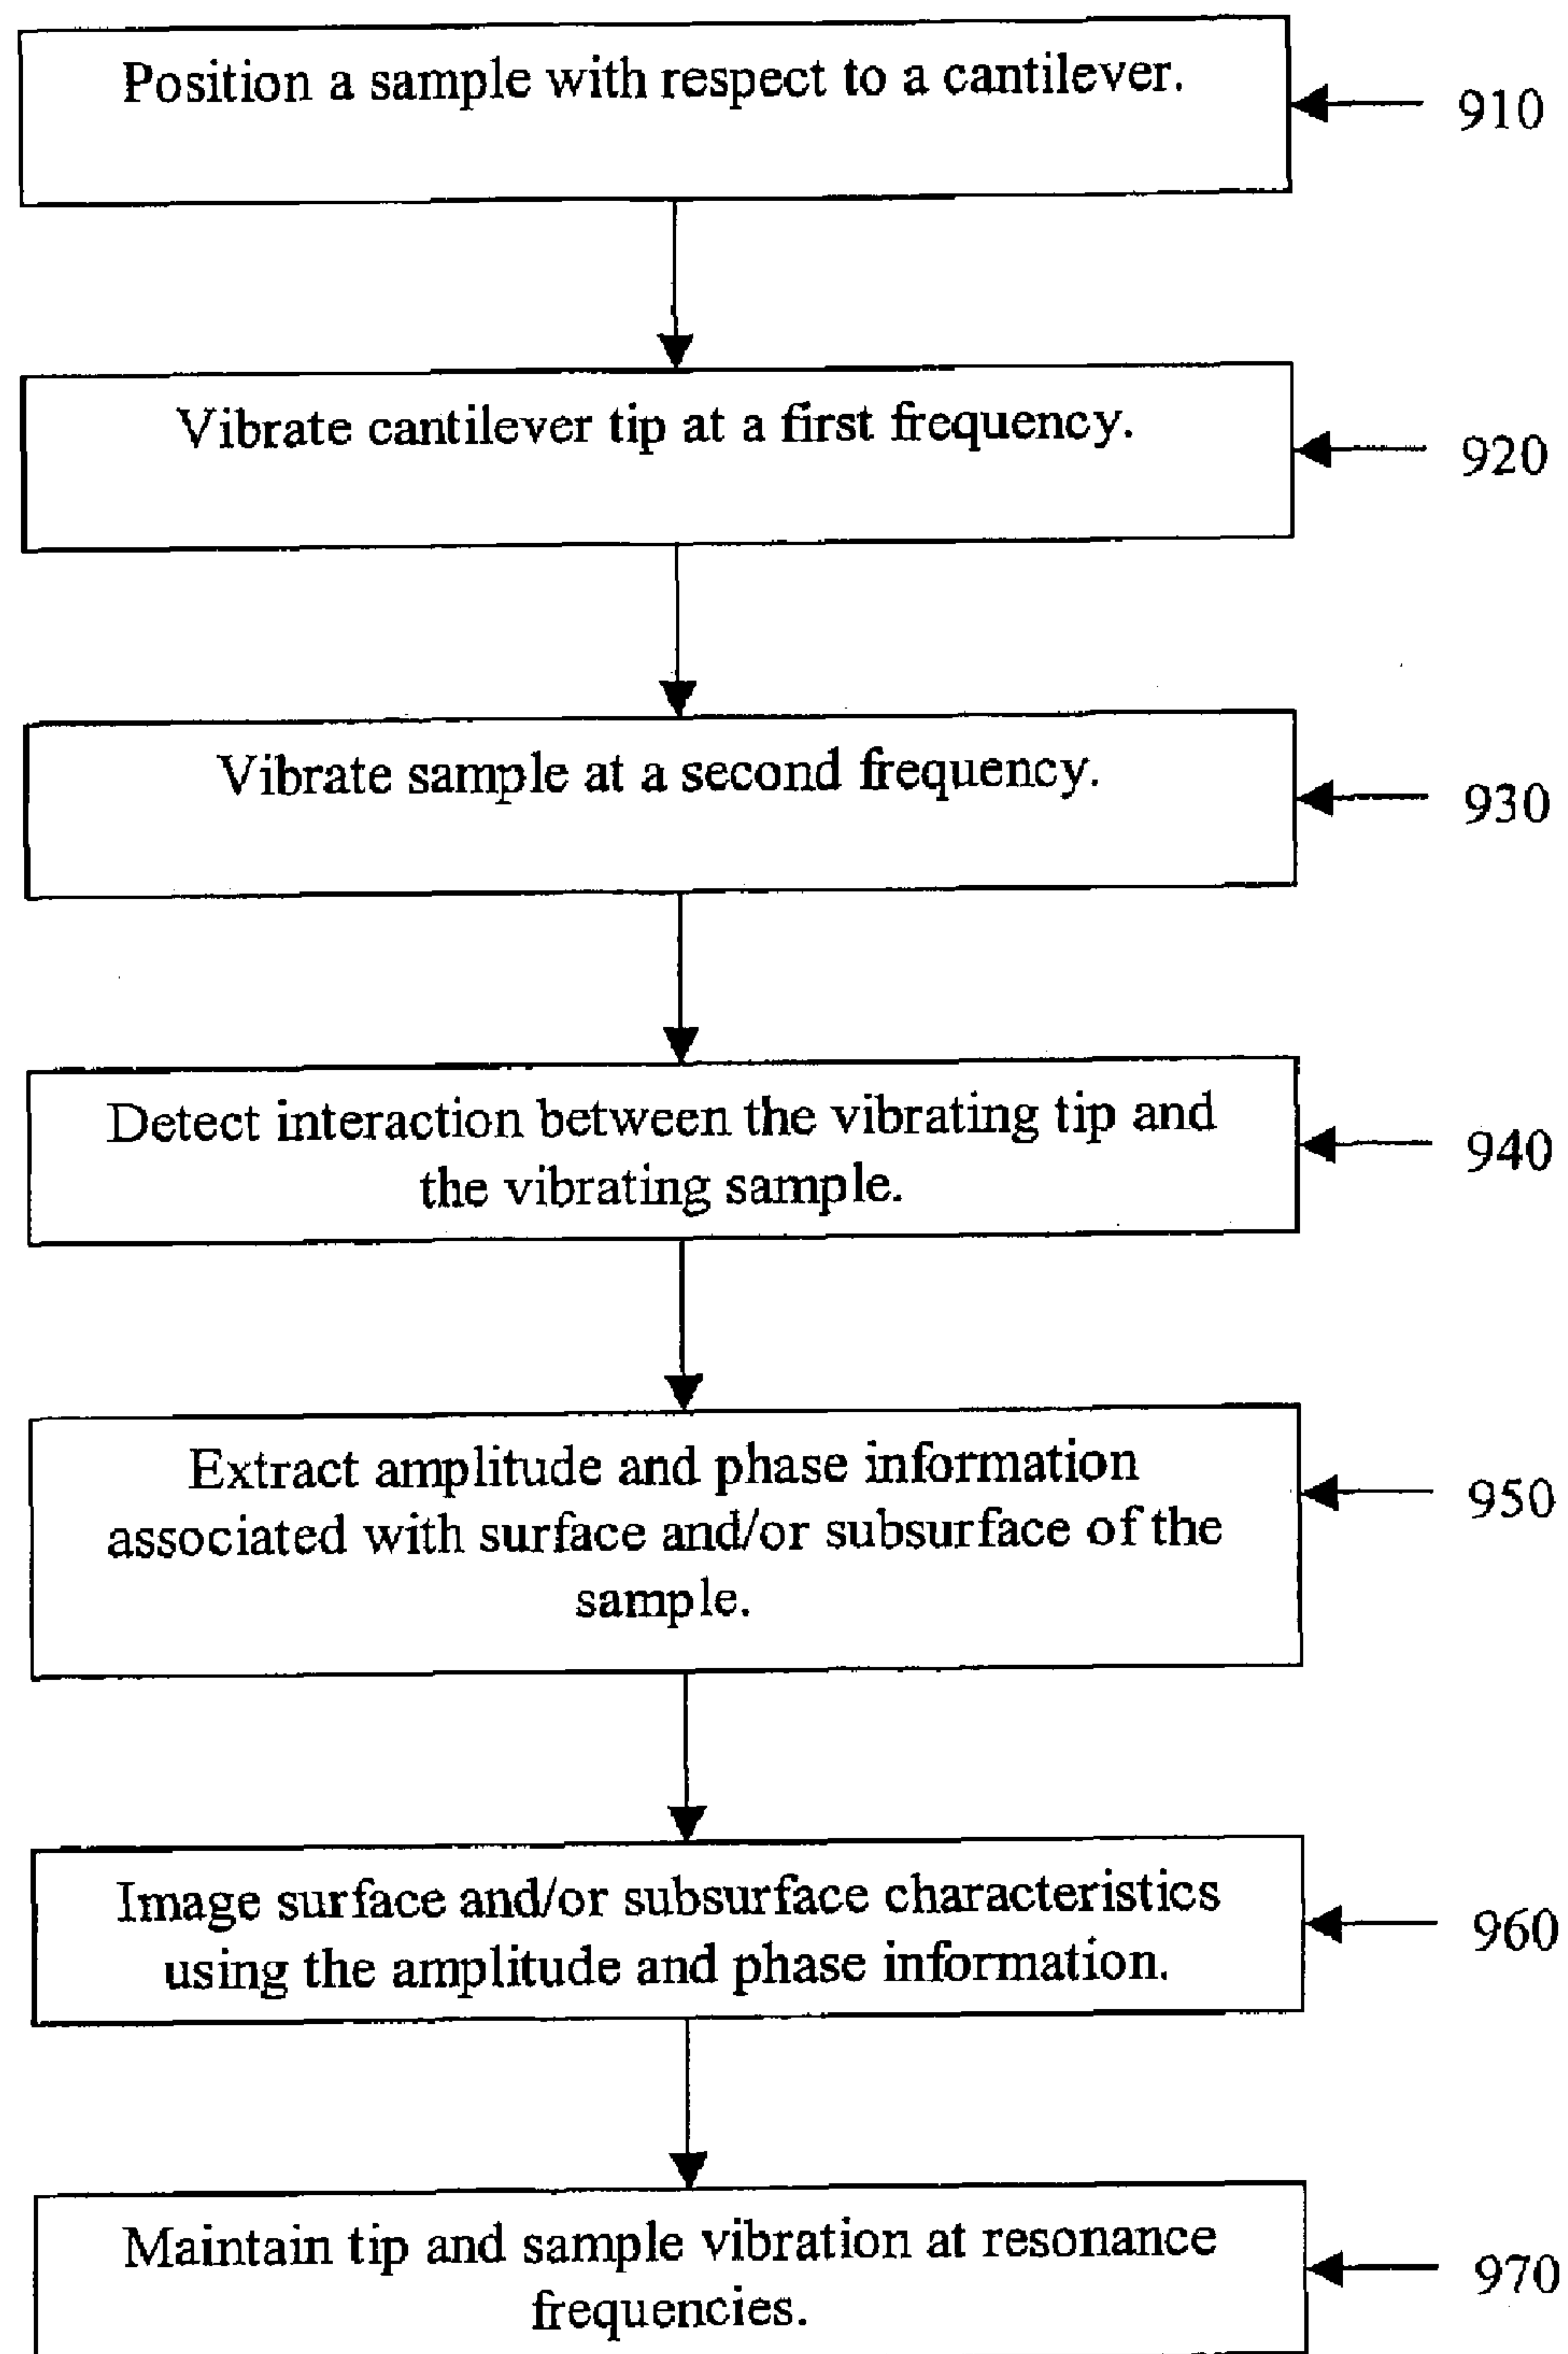 Position a sample with respect to a cantilever.
910
Vibrate cantilever tip at a first frequency.
920
Vibrate sample at a second frequency.
930
Detect interaction between the vibrating tip and
the vibrating sample.
940
Extract amplitude and phase information
associated with surface and/or subsurface of the
sample.
950
Image surface and/or subsurface characteristics
using the amplitude and phase information.
960
Maintain tip and sample vibration at resonance
frequencies.
970